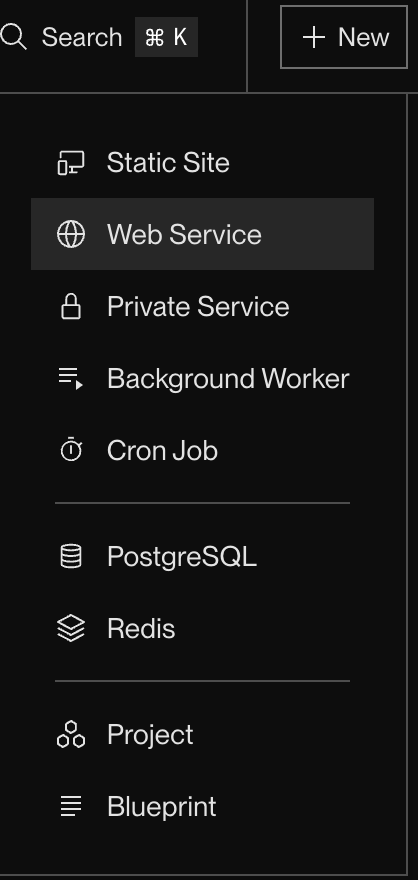 Search ⌘ K
+ New
Static Site
Web Service
Private Service
Background Worker
Cron Job
PostgreSQL
Redis
Project
Blueprint